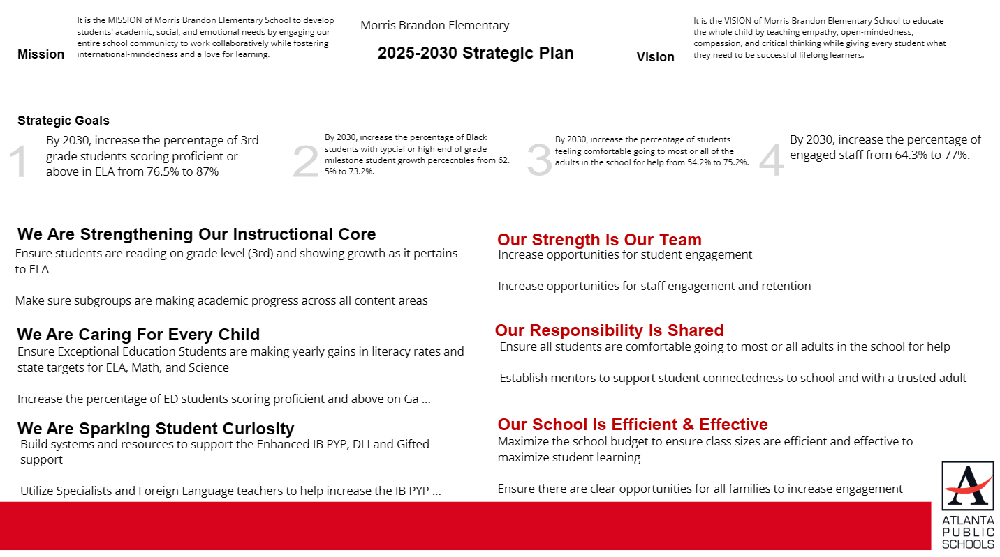 Mission
It is the MISSION of Morris Brandon Elementary School to develop
students' academic, social, and emotional needs by engaging our
entire school communicty to work collaboratively while fostering
international-mindedness and a love for learning.
Morris Brandon Elementary
2025-2030 Strategic Plan
Vision
It is the VISION of Morris Brandon Elementary School to educate
the whole child by teaching empathy, open-mindedness,
compassion, and critical thinking while giving every student what
they need to be successful lifelong learners.
Strategic Goals
1
By 2030, increase the percentage of 3rd
grade students scoring proficient or
above in ELA from 76.5% to 87%
2
By 2030, increase the percentage of Black
students with typcial or high end of grade
milestone student growth percecntiles from 62.
5% to 73.2%.
3
By 2030, increase the percentage of students
feeling comfortable going to most or all of the
adults in the school for help from 54.2% to 75.2%.
4
By 2030, increase the percentage of
engaged staff from 64.3% to 77%.
We Are Strengthening Our Instructional Core
Ensure students are reading on grade level (3rd) and showing growth as it pertains
to ELA
Make sure subgroups are making academic progress across all content areas
We Are Caring For Every Child
Ensure Exceptional Education Students are making yearly gains in literacy rates and
state targets for ELA, Math, and Science
Increase the percentage of ED students scoring proficient and above on Ga ...
We Are Sparking Student Curiosity
Build systems and resources to support the Enhanced IB PYP, DLI and Gifted
support
Utilize Specialists and Foreign Language teachers to help increase the IB PYP ...
Our Strength is Our Team
Increase opportunities for student engagement
Increase opportunities for staff engagement and retention
Our Responsibility Is Shared
Ensure all students are comfortable going to most or all adults in the school for help
Establish mentors to support student connectedness to school and with a trusted adult
Our School Is Efficient & Effective
Maximize the school budget to ensure class sizes are efficient and effective to
maximize student learning
Ensure there are clear opportunities for all families to increase engagement
A
ATLANTA
PUBLIC
SCHOOLS